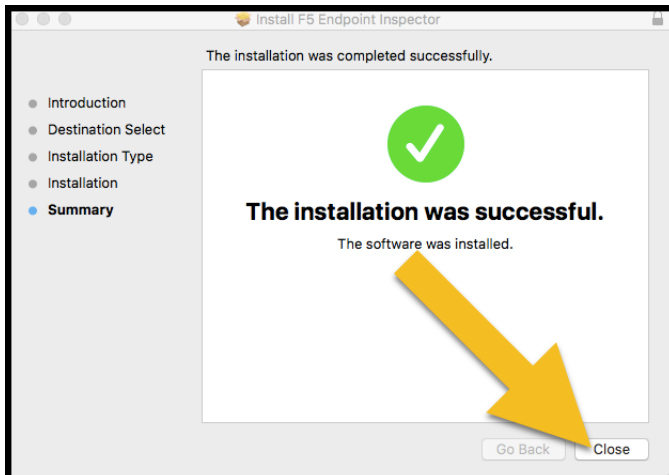 Install F5 Endpoint Inspector
The installation was completed successfully.
Introduction
Destination Select
Installation Type
Installation
Summary
The installation was successful.
The software was installed.
Go Back
Close